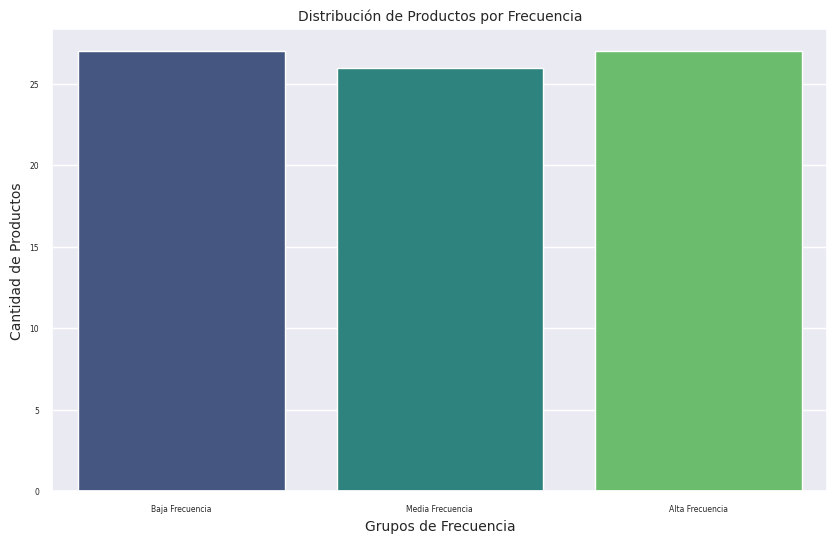 Distribución de Productos por Frecuencia
Cantidad de Productos
25
20
15
10
5
0
Baja Frecuencia
Media Frecuencia
Alta Frecuencia
Grupos de Frecuencia